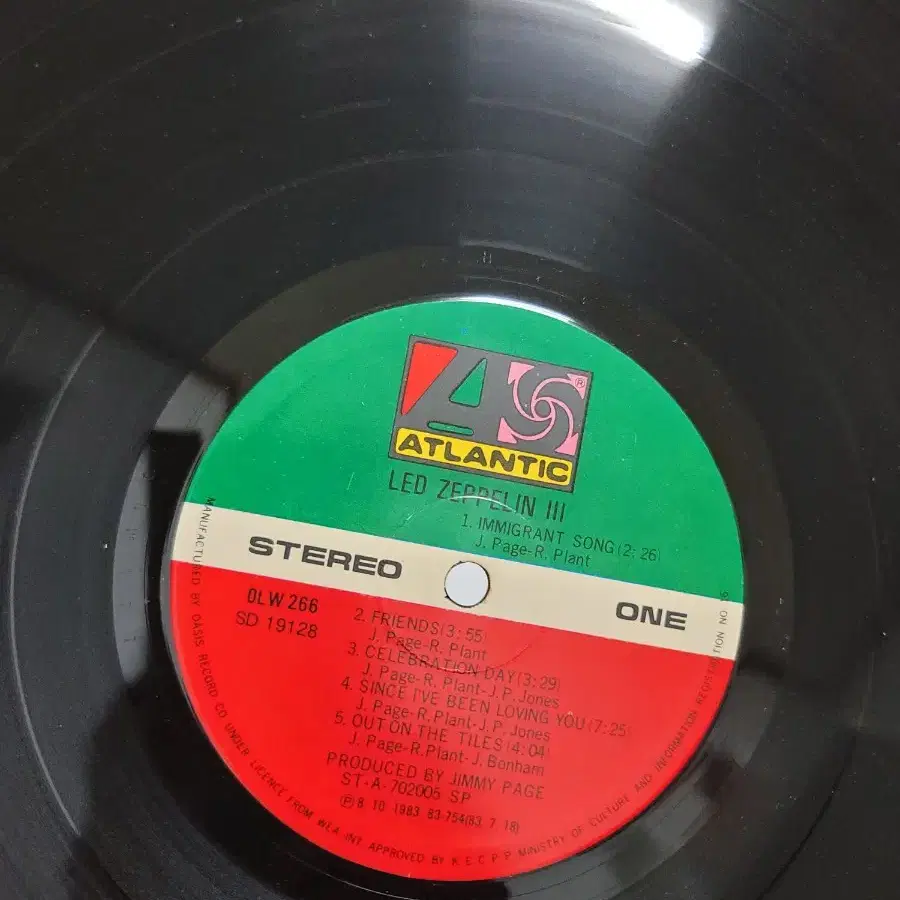 AS®
ATLANTIC
LED ZEPPELIN III
1. IMMIGRANT SONG(2:26)
J. Page-R. Plant
STEREO
ONE
OLW 266
SD 19128
2. FRIENDS(3:55)
J. Page-R. Plant
3. CELEBRATION DAY(3:29)
J. Page-R. Plant-J.P. Jones
4. SINCE I'VE BEEN LOVING YOU(7:25)
J. Page-R. Plant-J.P. Jones
5. OUT ON THE TILES(4:04)
J. Page-R.Plant-J. Bonham
PRODUCED BY JIMMY PAGE
ST-A-702005 SP
Ⓟ 8 10 1983 83-754(83. 7. 18)
MANUFACTURED BY OASIS RECORD CO UNDER LICENCE FROM WEA INT APPROVED BY K.E.C.P.P MINISTRY OF CULTURE AND INFORMATION REGISTRATION NO